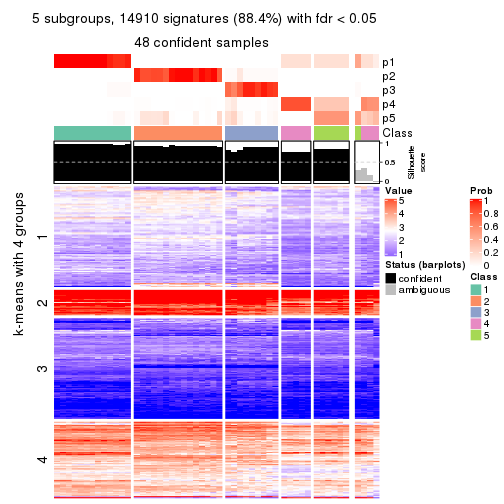 5 subgroups, 14910 signatures (88.4%) with fdr < 0.05
48 confident samples
p1
p2
p3
p4
p5
Class
1
0.5
0
Silhouette
score
k-means with 4 groups
1
2
3
4
Value
5
4
3
2
1
Status (barplots)
confident
ambiguous
Prob
1
0.8
0.6
0.4
0.2
0
Class
1
2
3
4
5